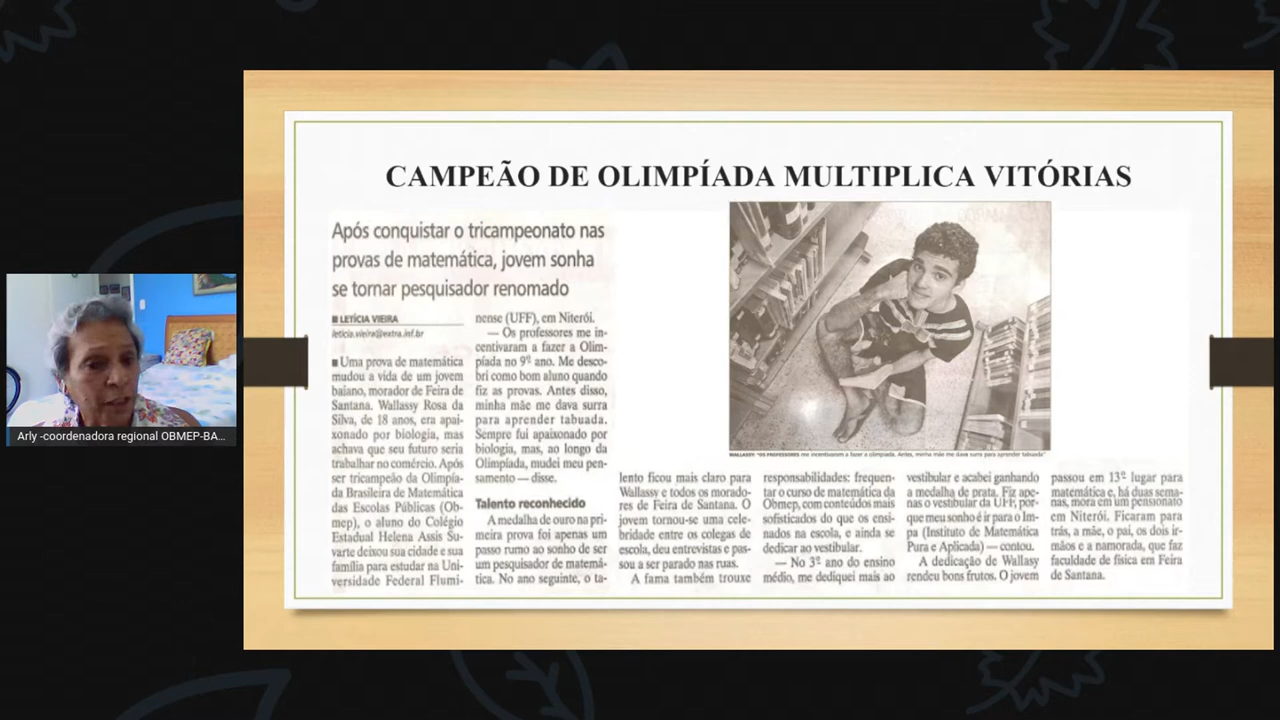 CAMPEÃO DE OLIMPÍADA MULTIPLICA VITÓRIAS
Após conquistar o tricampeonato nas
provas de matemática, jovem sonha
se tornar pesquisador renomado
■ LETÍCIA VIEIRA
leticia.vieira@extra.inf.br
■ Uma prova de matemática
mudou a vida de um jovem
baiano, morador de Feira de
Santana. Wallassy Rosa da
Silva, de 18 anos, era apai-
xonado por biologia, mas
achava que seu futuro seria
trabalhar no comércio. Após
ser tricampeão da Olimpía-
da Brasileira de Matemática
das Escolas Públicas (Ob-
mep), o aluno do Colégio
Estadual Helena Assis Su-
varte deixou sua cidade e sua
família para estudar na Uni-
versidade Federal Flumi-
nense (UFF), em Niterói.
— Os professores me in-
centivaram a fazer a Olim-
píada no 9º ano. Me desco-
bri como bom aluno quando
fiz as provas. Antes disso,
minha mãe me dava surra
para aprender tabuada.
Sempre fui apaixonado por
biologia, mas, ao longo da
Olimpíada, mudei meu pen-
samento — disse.
Talento reconhecido
A medalha de ouro na pri-
meira prova foi apenas um
passo rumo ao sonho de ser
um pesquisador de matemá-
tica. No ano seguinte, o ta-
WALLASSY: "OS PROFESSORES me incentivaram a fazer a olimpíada. Antes, minha mãe me dava surra para aprender tabuada"
lento ficou mais claro para
Wallassy e todos os morado-
res de Feira de Santana. O
jovem tornou-se uma cele-
bridade entre os colegas de
escola, deu entrevistas e pas-
sou a ser parado nas ruas.
A fama também trouxe
responsabilidades: frequen-
tar o curso de matemática da
Obmep, com conteúdos mais
sofisticados do que os ensi-
nados na escola, e ainda se
dedicar ao vestibular.
— No 3º ano do ensino
médio, me dediquei mais ao
vestibular e acabei ganhando
a medalha de prata. Fiz ape-
nas o vestibular da UFF, por-
que meu sonho é ir para o Im-
pa (Instituto de Matemática
Pura e Aplicada) — contou.
A dedicação de Wallasy
rendeu bons frutos. O jovem
passou em 13º lugar para
matemática e, há duas sema-
nas, mora em um pensionato
em Niterói. Ficaram para
trás, a mãe, o pai, os dois ir-
mãos e a namorada, que faz
faculdade de física em Feira
de Santana.
Arly -coordenadora regional OBMEP-BA...